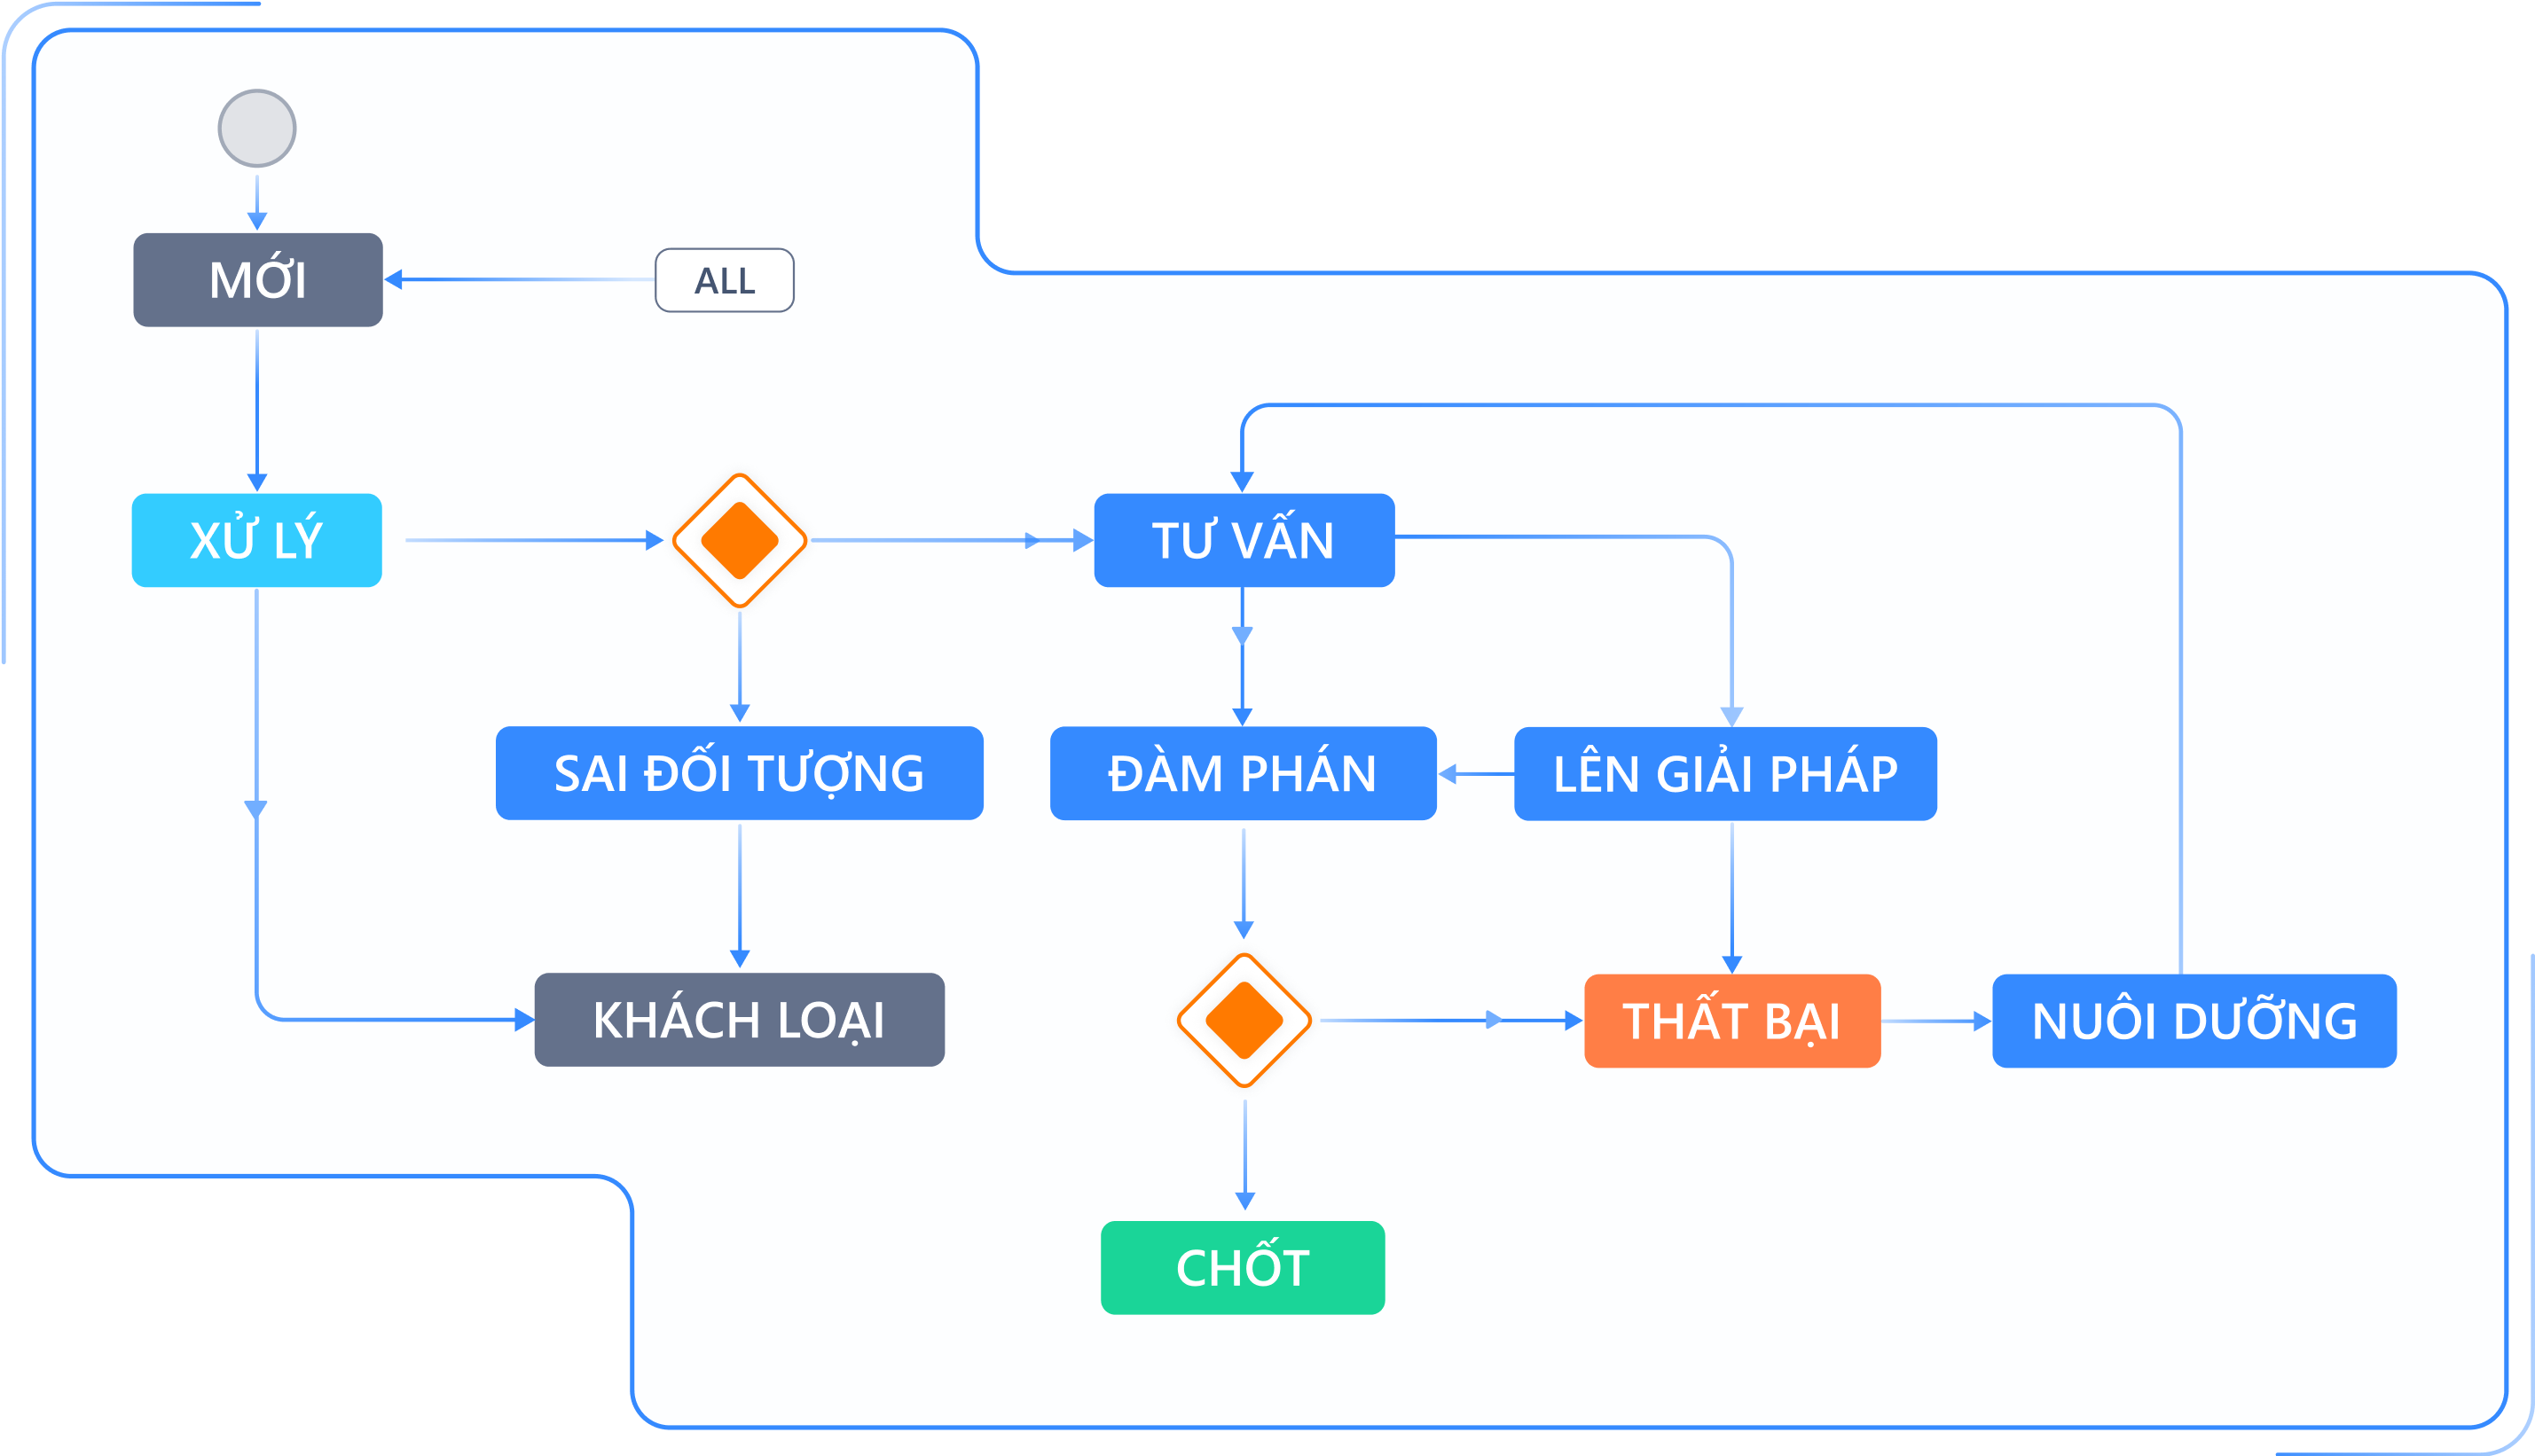 MỚI
ALL
XỬ LÝ
TƯ VẤN
SAI ĐỐI TƯỢNG
ĐÀM PHÁN
LÊN GIẢI PHÁP
KHÁCH LOẠI
THẤT BẠI
NUÔI DƯỠNG
CHỐT